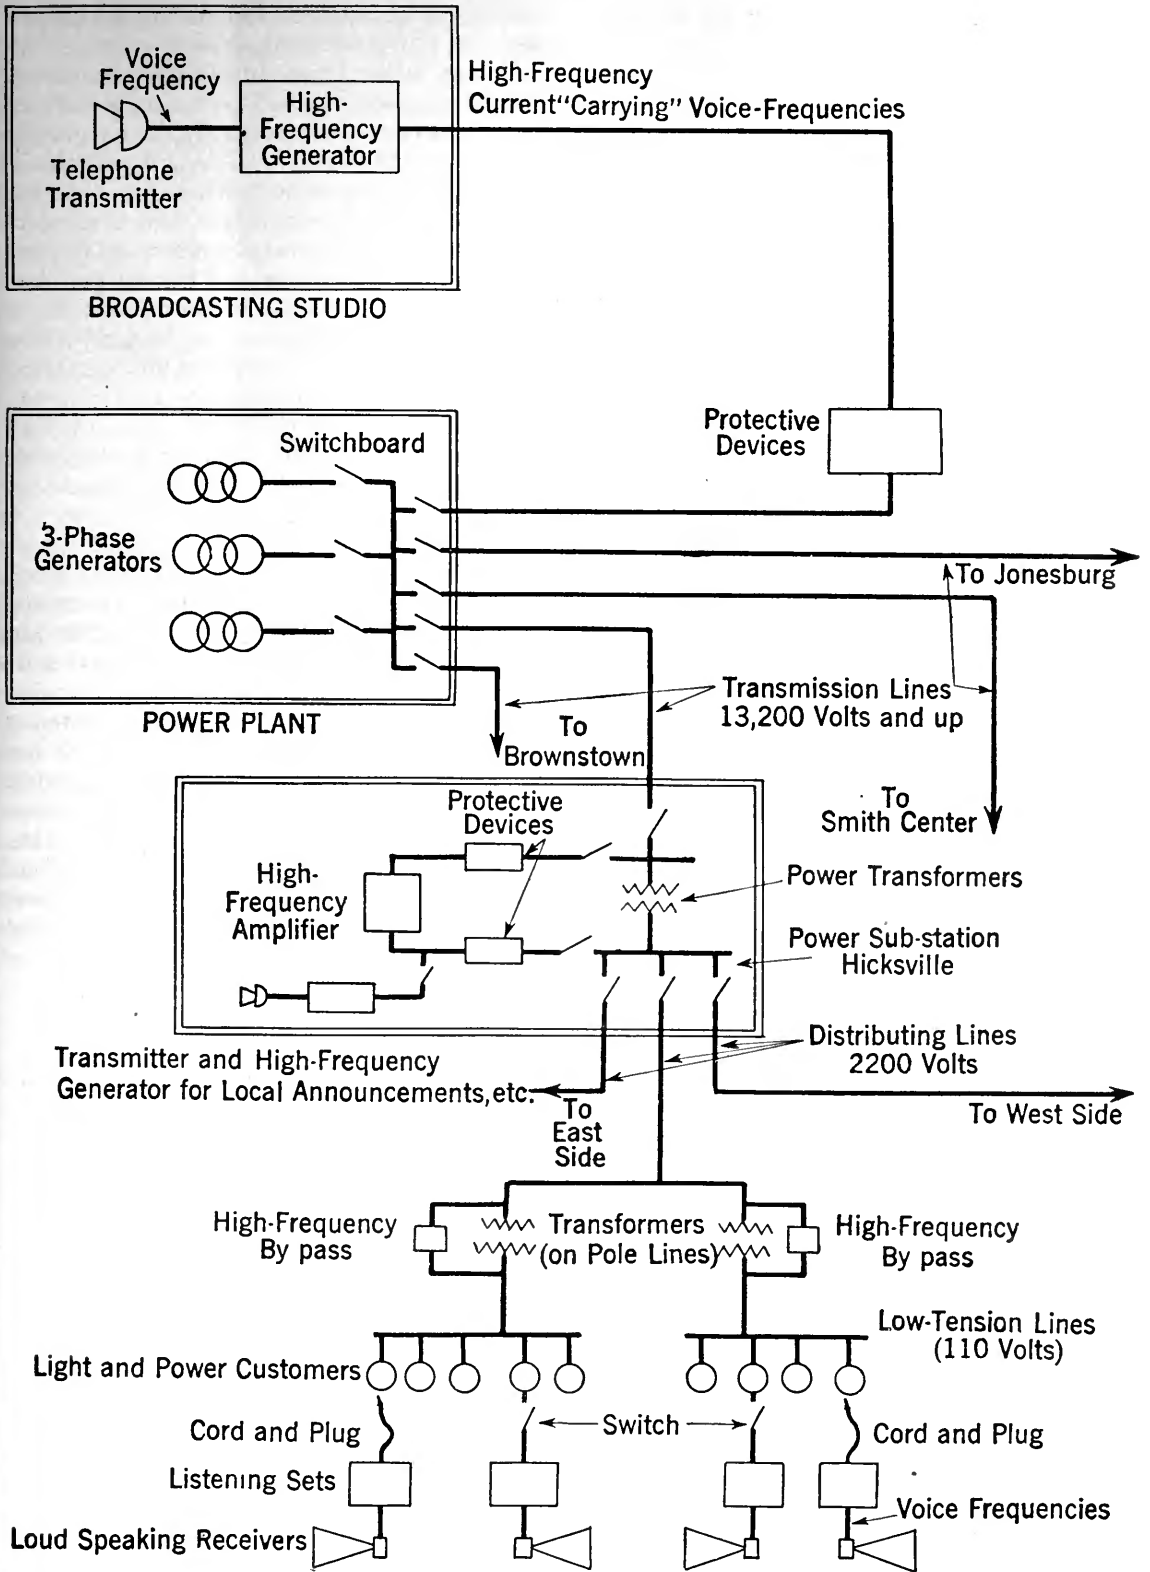 Voice
Frequency
High-
Frequency
Generator
Telephone
Transmitter
High-Frequency
Current "Carrying" Voice-Frequencies
BROADCASTING STUDIO
Protective
Devices
Switchboard
3-Phase
Generators
To Jonesburg
POWER PLANT
Transmission Lines
13,200 Volts and up
To
Brownstown
To
Smith Center
Protective
Devices
High-
Frequency
Amplifier
Power Transformers
Power Sub-station
Hicksville
Distributing Lines
2200 Volts
Transmitter and High-Frequency
Generator for Local Announcements, etc.
To
East
Side
To West Side
High-Frequency
By pass
Transformers
(on Pole Lines)
High-Frequency
By pass
Low-Tension Lines
(110 Volts)
Light and Power Customers
Cord and Plug
Switch
Cord and Plug
Listening Sets
Voice Frequencies
Loud Speaking Receivers